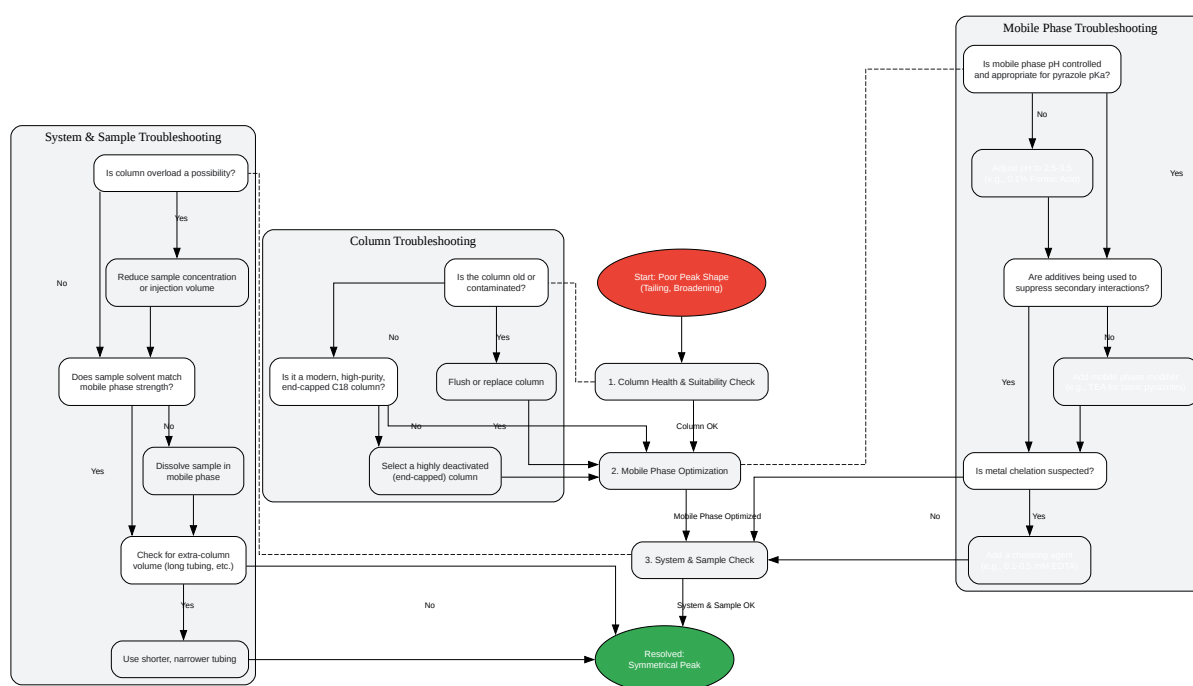 Mobile Phase Troubleshooting
Is mobile phase pH controlled
and appropriate for pyrazole pKa?
No
Yes
Are additives being used to
suppress secondary interactions?
No
Yes
Is metal chelation suspected?
No
Yes
System & Sample Troubleshooting
Is column overload a possibility?
Yes
No
Reduce sample concentration
or injection volume
Does sample solvent match
mobile phase strength?
No
Yes
Dissolve sample in
mobile phase
Check for extra-column
volume (long tubing, etc.)
Yes
No
Use shorter, narrower tubing
Column Troubleshooting
Is the column old or
contaminated?
No
Yes
Is it a modern, high-purity,
end-capped C18 column?
Flush or replace column
No
Yes
Select a highly deactivated
(end-capped) column
Start: Poor Peak Shape
(Tailing, Broadening)
1. Column Health & Suitability Check
Column OK
2. Mobile Phase Optimization
Mobile Phase Optimized
3. System & Sample Check
System & Sample OK
Resolved:
Symmetrical Peak